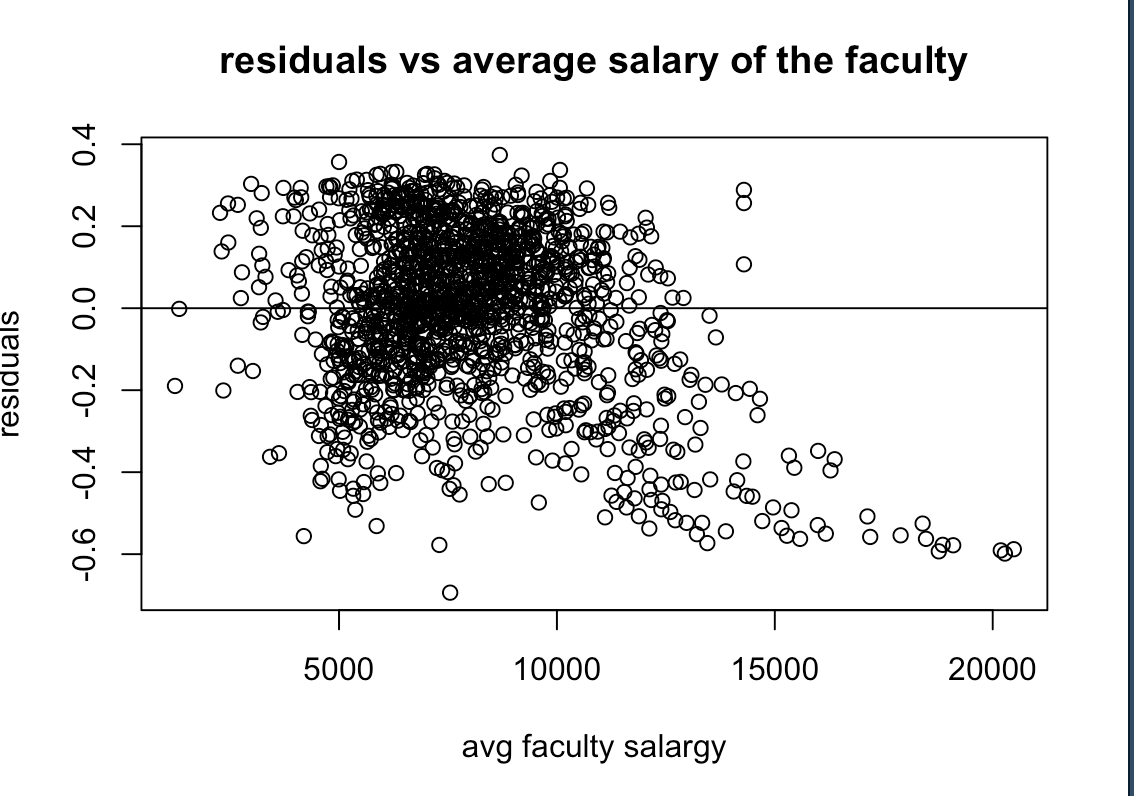 residuals vs average salary of the faculty
0.4
0.2
0.0
-0.2
-0.4
-0.6
residuals
5000 10000 15000 20000
avg faculty salargy